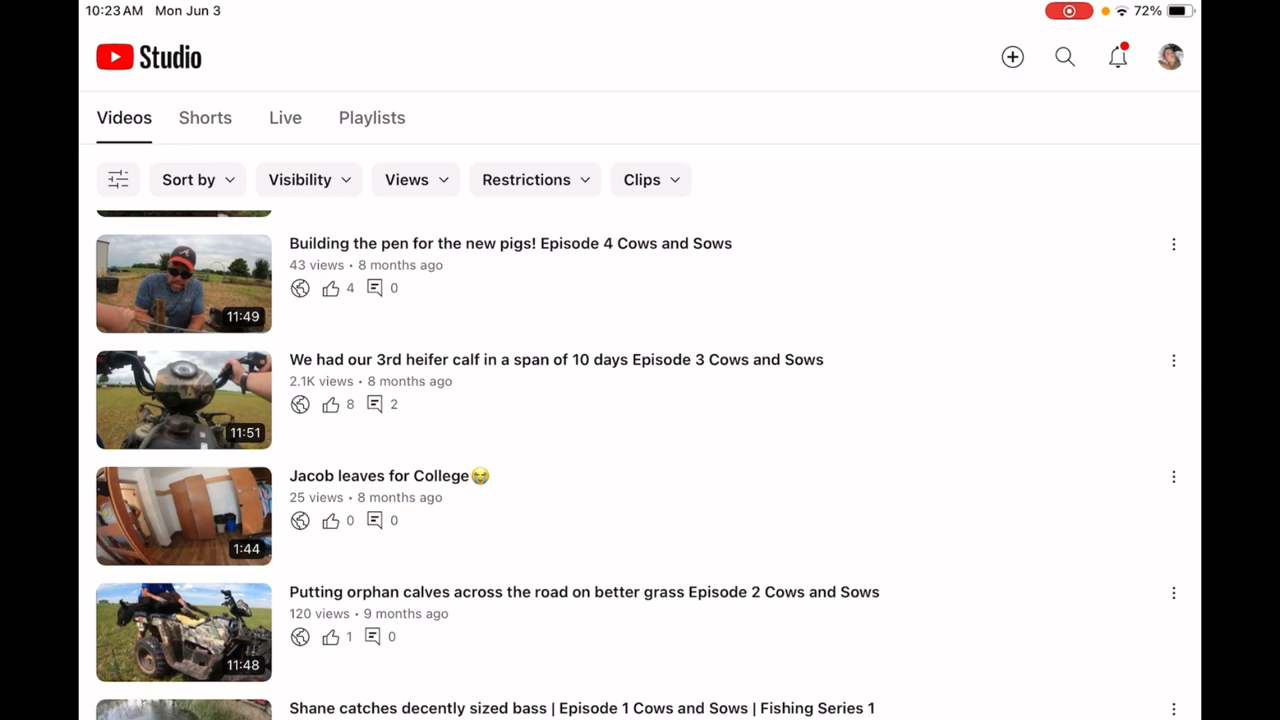 10:23 AM Mon Jun 3
72%
Studio
Videos Shorts Live Playlists
Sort by Visibility Views Restrictions Clips
Building the pen for the new pigs! Episode 4 Cows and Sows
43 views • 8 months ago
4 0
11:49
We had our 3rd heifer calf in a span of 10 days Episode 3 Cows and Sows
2.1K views • 8 months ago
8 2
11:51
Jacob leaves for College😭
25 views • 8 months ago
0 0
1:44
Putting orphan calves across the road on better grass Episode 2 Cows and Sows
120 views • 9 months ago
1 0
11:48
Shane catches decently sized bass | Episode 1 Cows and Sows | Fishing Series 1